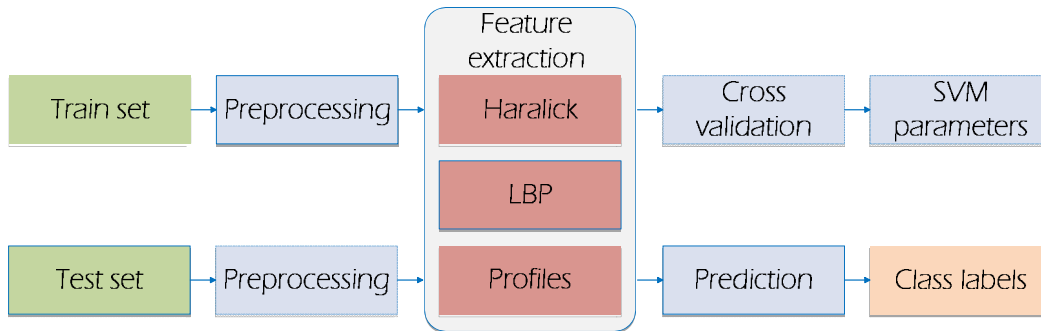 Feature
extraction
Train set
Preprocessing
Haralick
Cross
validation
SVM
parameters
LBP
Test set
Preprocessing
Profiles
Prediction
Class labels